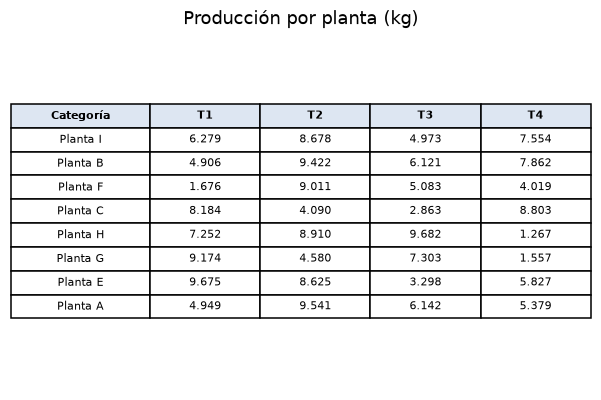 Producción por planta (kg)
Categoría T1 T2 T3 T4
Planta I 6.279 8.678 4.973 7.554
Planta B 4.906 9.422 6.121 7.862
Planta F 1.676 9.011 5.083 4.019
Planta C 8.184 4.090 2.863 8.803
Planta H 7.252 8.910 9.682 1.267
Planta G 9.174 4.580 7.303 1.557
Planta E 9.675 8.625 3.298 5.827
Planta A 4.949 9.541 6.142 5.379